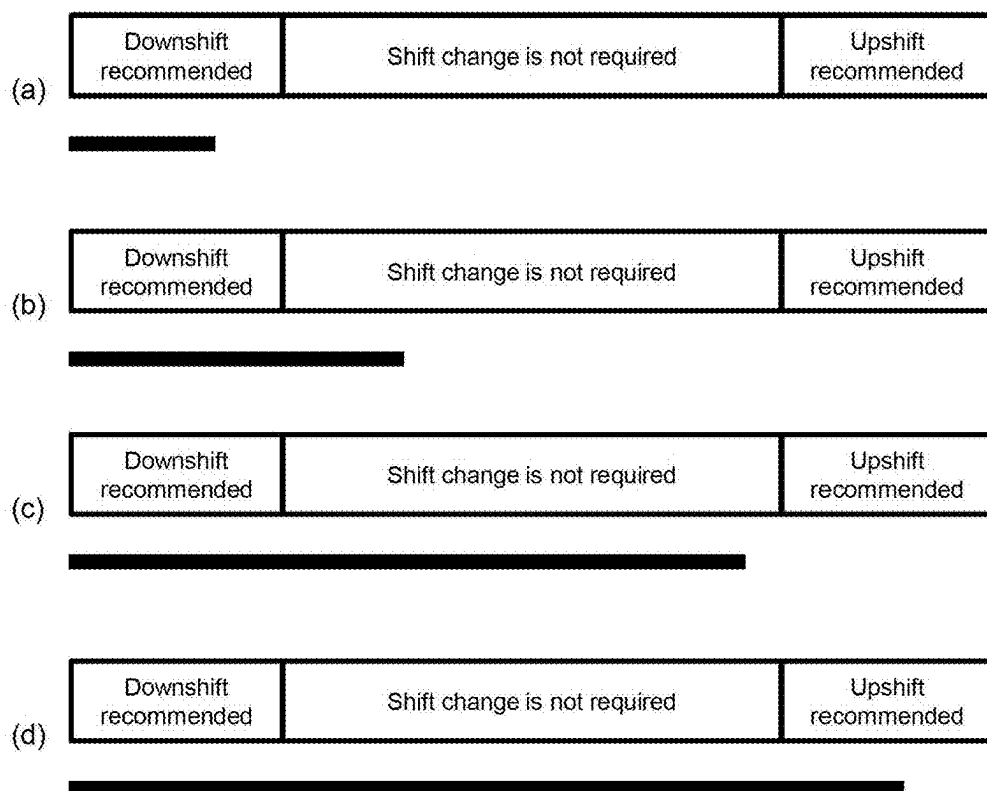 Downshift
recommended
Shift change is not required
Upshift
recommended
(a)
Downshift
recommended
Shift change is not required
Upshift
recommended
(b)
Downshift
recommended
Shift change is not required
Upshift
recommended
(c)
Downshift
recommended
Shift change is not required
Upshift
recommended
(d)